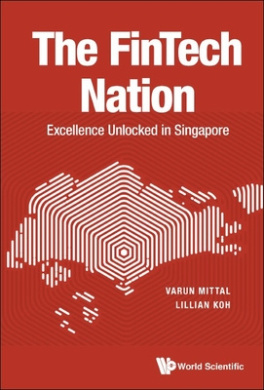 The FinTech
Nation
Excellence Unlocked in Singapore
VARUN MITTAL
LILLIAN KOH
World Scientific